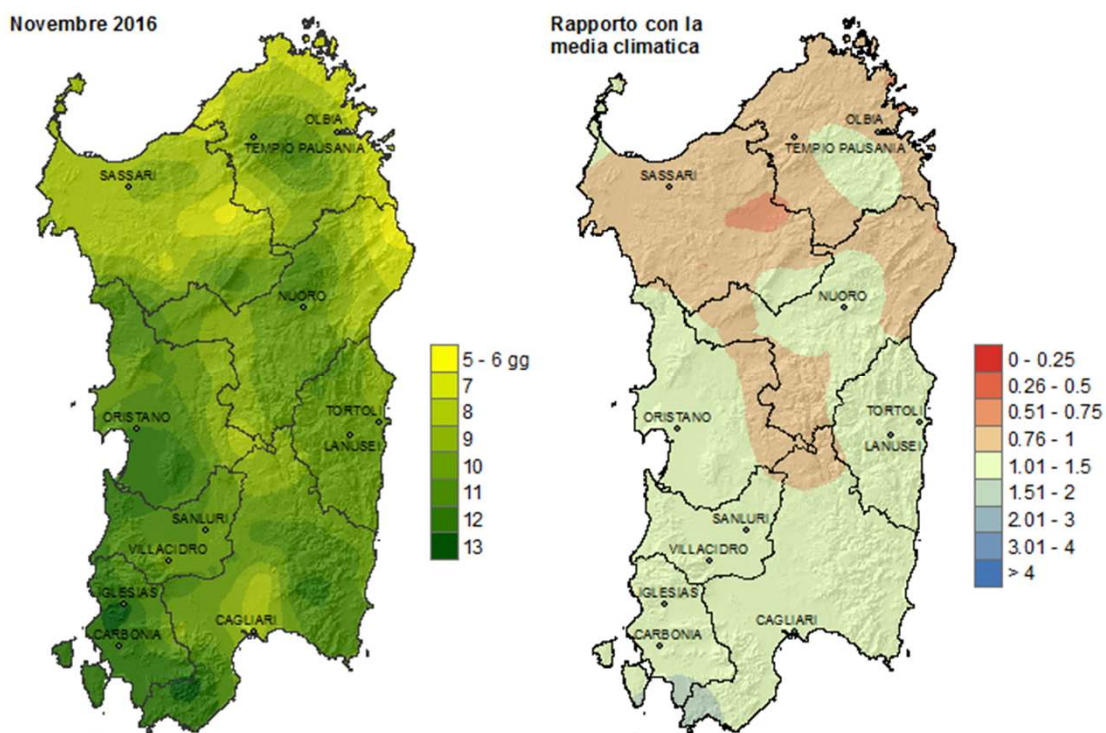 Novembre 2016
OLBIA
TEMPIO PAUSANIA
SASSARI
NUORO
ORISTANO
TORTOLI
LANUSEI
SANLURI
VILLACIDRO
IGLESIAS
CARBONIA
CAGLIARI
5 - 6 gg
7
8
9
10
11
12
13
Rapporto con la
media climatica
OLBIA
TEMPIO PAUSANIA
SASSARI
NUORO
ORISTANO
TORTOLI
LANUSEI
SANLURI
VILLACIDRO
IGLESIAS
CARBONIA
CAGLIARI
0 - 0.25
0.26 - 0.5
0.51 - 0.75
0.76 - 1
1.01 - 1.5
1.51 - 2
2.01 - 3
3.01 - 4
> 4